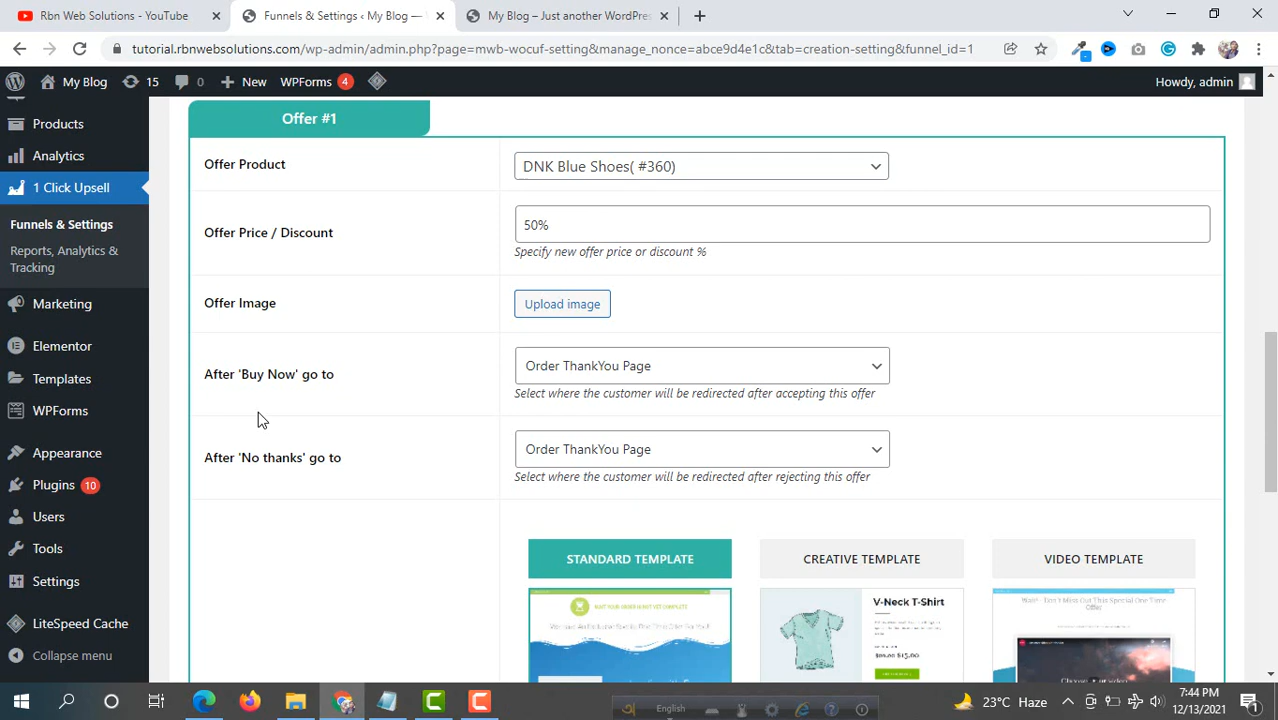 Rbn Web Solutions - YouTube
Funnels & Settings ‹ My Blog —
My Blog – Just another WordPres
tutorial.rbnwebsolutions.com/wp-admin/admin.php?page=mwb-wocuf-setting&manage_nonce=abce9d4e1c&tab=creation-setting&funnel_id=1
My Blog 15 0 New WPForms 4
Howdy, admin
Products
Analytics
1 Click Upsell
Funnels & Settings
Reports, Analytics &
Tracking
Marketing
Elementor
Templates
WPForms
Appearance
Plugins 10
Users
Tools
Settings
LiteSpeed Cache
Collapse menu
Offer #1
Offer Product
DNK Blue Shoes( #360)
Offer Price / Discount
50%
Specify new offer price or discount %
Offer Image
Upload image
After 'Buy Now' go to
Order ThankYou Page
Select where the customer will be redirected after accepting this offer
After 'No thanks' go to
Order ThankYou Page
Select where the customer will be redirected after rejecting this offer
STANDARD TEMPLATE
CREATIVE TEMPLATE
VIDEO TEMPLATE
V-Neck T-Shirt
English
23°C Haze
7:44 PM
12/13/2021
1